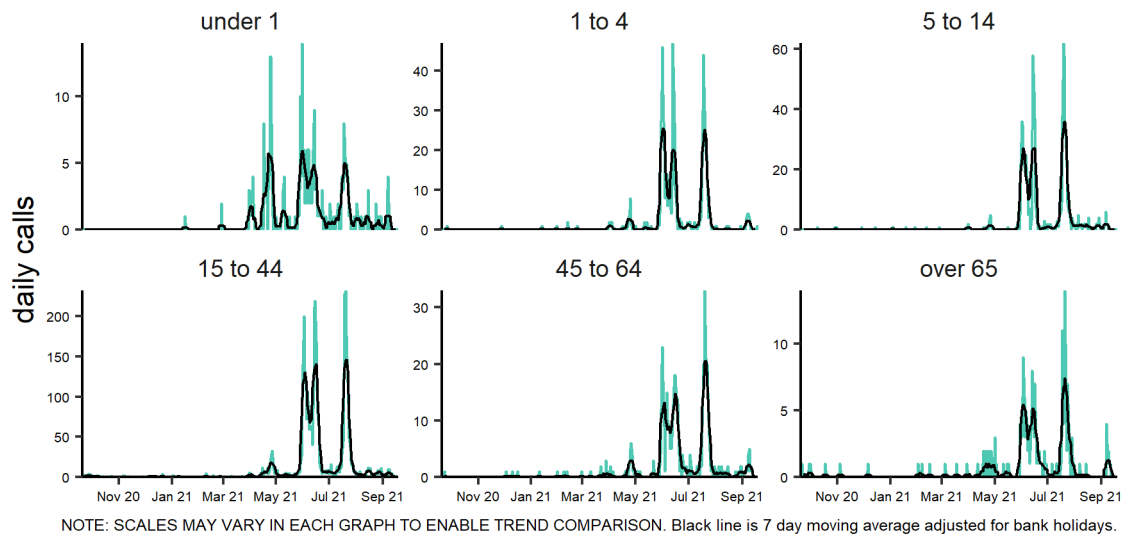 under 1
1 to 4
5 to 14
10
5
0
40
30
20
10
0
60
40
20
0
daily calls
15 to 44
45 to 64
over 65
200
150
100
50
0
30
20
10
0
10
5
0
Nov 20 Jan 21 Mar 21 May 21 Jul 21 Sep 21
Nov 20 Jan 21 Mar 21 May 21 Jul 21 Sep 21
Nov 20 Jan 21 Mar 21 May 21 Jul 21 Sep 21
NOTE: SCALES MAY VARY IN EACH GRAPH TO ENABLE TREND COMPARISON. Black line is 7 day moving average adjusted for bank holidays.